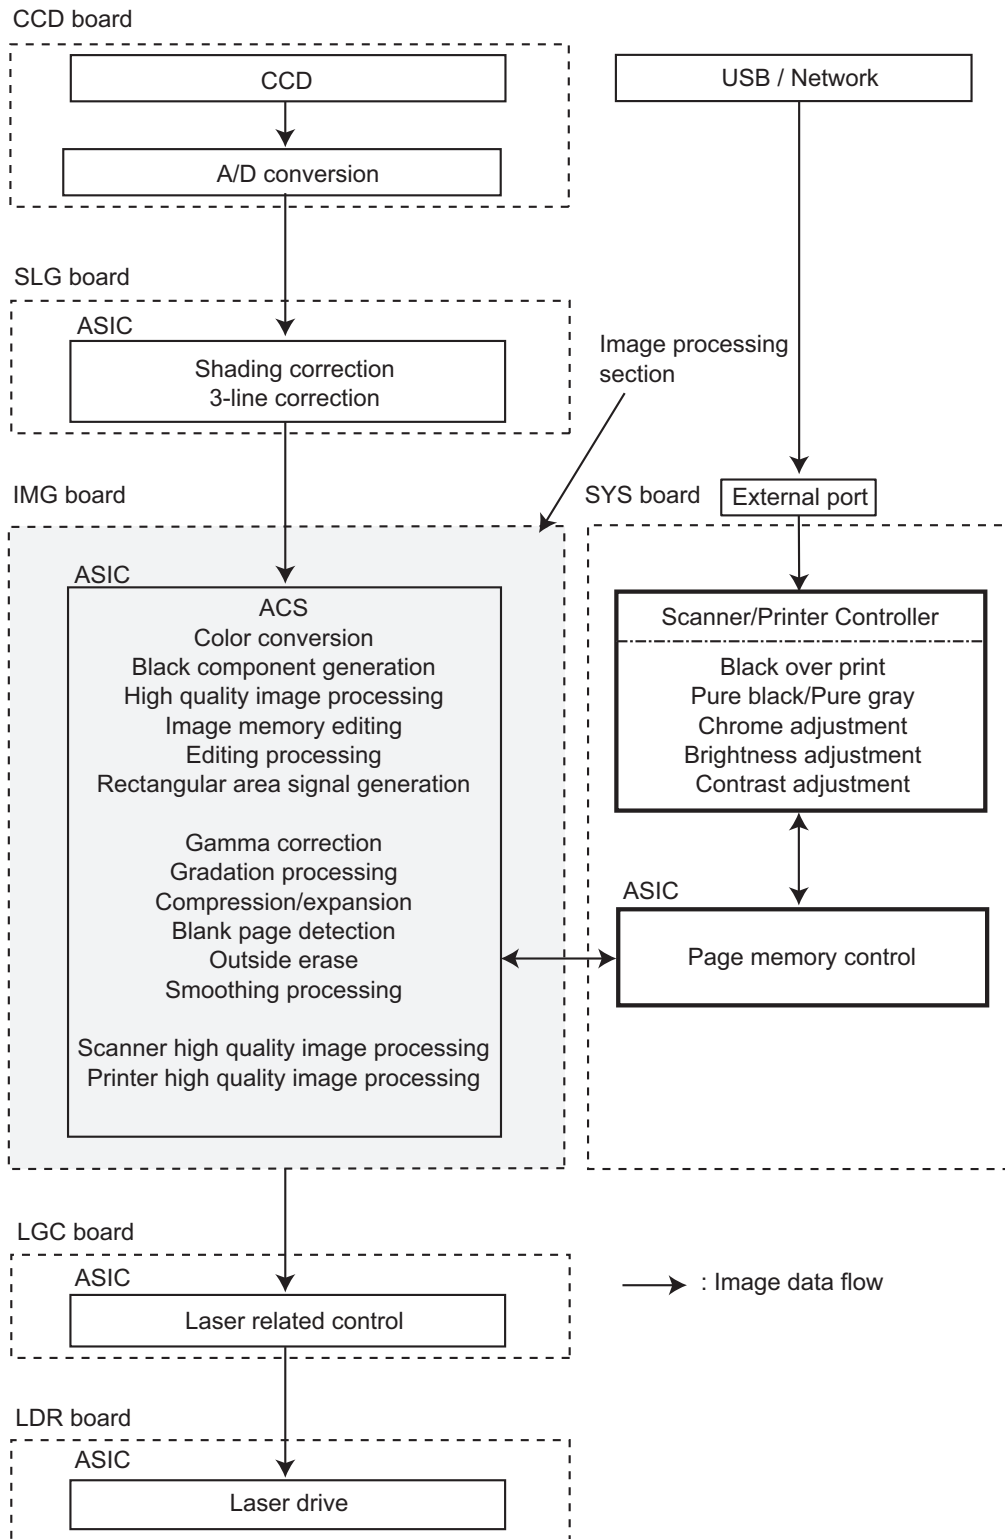 CCD board
CCD
A/D conversion
USB / Network
SLG board
ASIC
Shading correction
3-line correction
Image processing
section
IMG board
ASIC
ACS
Color conversion
Black component generation
High quality image processing
Image memory editing
Editing processing
Rectangular area signal generation
Gamma correction
Gradation processing
Compression/expansion
Blank page detection
Outside erase
Smoothing processing
Scanner high quality image processing
Printer high quality image processing
SYS board
External port
Scanner/Printer Controller
Black over print
Pure black/Pure gray
Chrome adjustment
Brightness adjustment
Contrast adjustment
ASIC
Page memory control
LGC board
ASIC
Laser related control
: Image data flow
LDR board
ASIC
Laser drive